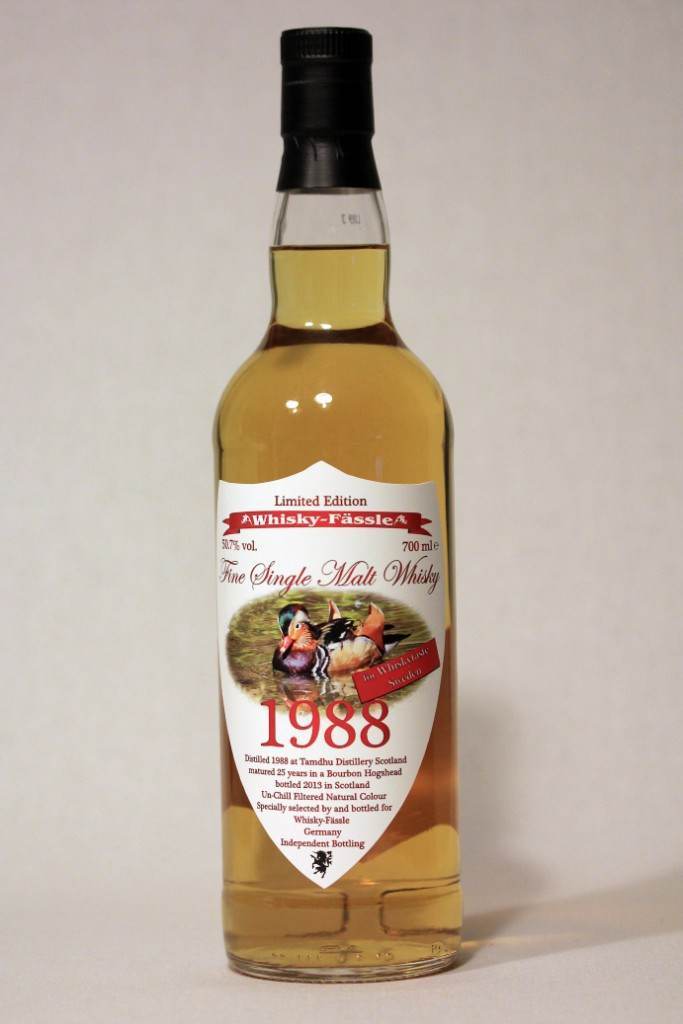 Limited Edition
Whisky-Fässle
50.7% vol. 700 ml e
Fine Single Malt Whisky
for Whiskytaste
Sweden
1988
Distilled 1988 at Tamdhu Distillery Scotland
matured 25 years in a Bourbon Hogshead
bottled 2013 in Scotland
Un-Chill Filtered Natural Colour
Specially selected by and bottled for
Whisky-Fässle
Germany
Independent Bottling